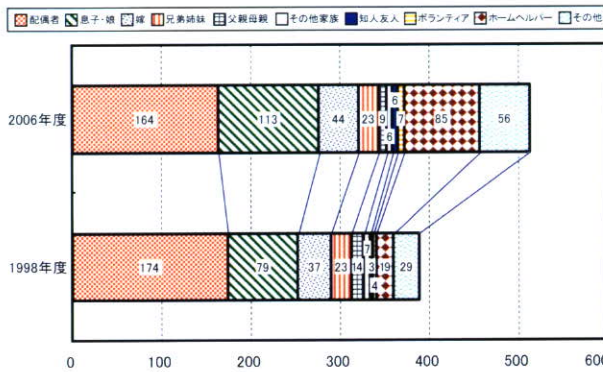 配偶者 息子・娘 嫁 兄弟姉妹 父親母親 その他家族 知人友人 ボランティア ホームヘルパー その他
2006年度 164 113 44 23 9 6 6 7 85 56
1998年度 174 79 37 23 14 7 3 4 19 29
0 100 200 300 400 500 600